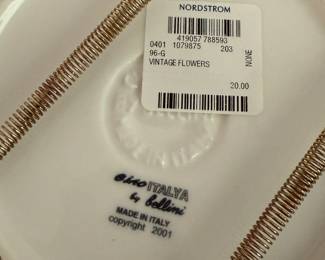 NORDSTROM
419057 788593
0401 1079875 203
96-G
VINTAGE FLOWERS
NONE
20.00
ITALYA
by bellini
MADE IN ITALY
copyright 2001